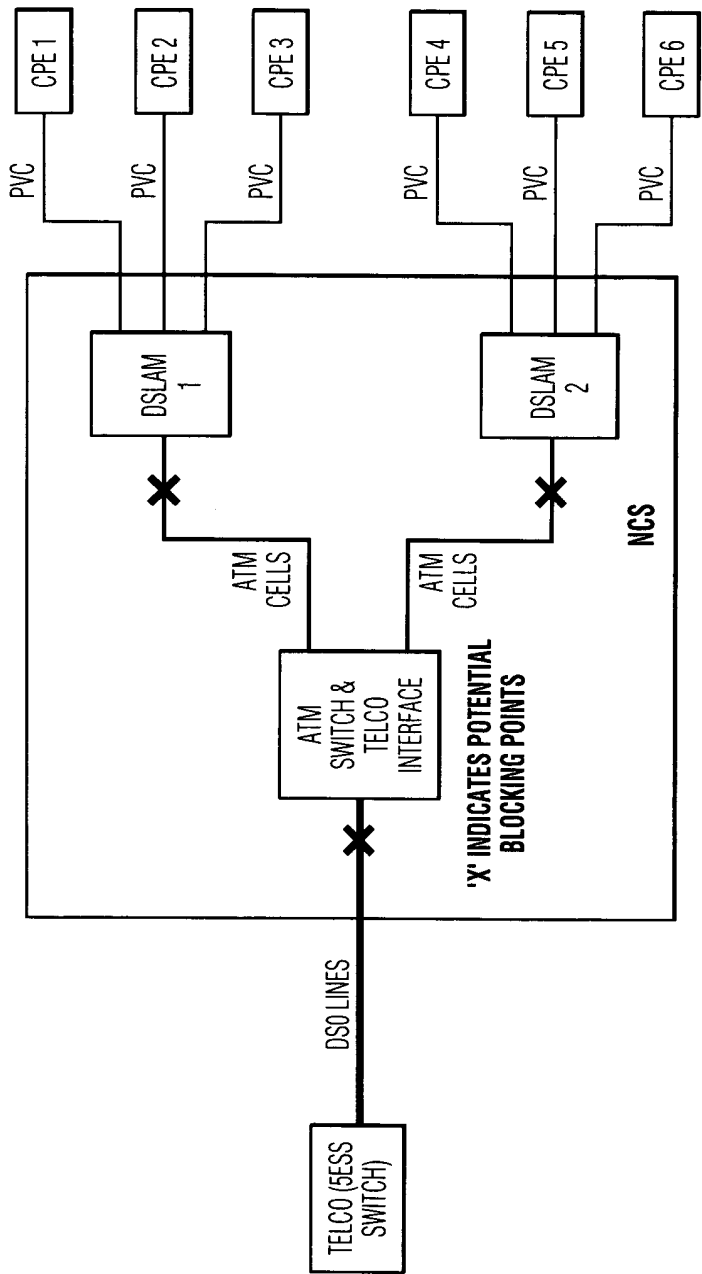 TELCO (5ESS
SWITCH)
DS0 LINES
ATM
SWITCH &
TELCO
INTERFACE
'X' INDICATES POTENTIAL
BLOCKING POINTS
ATM
CELLS
ATM
CELLS
NCS
DSLAM
1
DSLAM
2
PVC
PVC
PVC
PVC
PVC
PVC
CPE 1
CPE 2
CPE 3
CPE 4
CPE 5
CPE 6